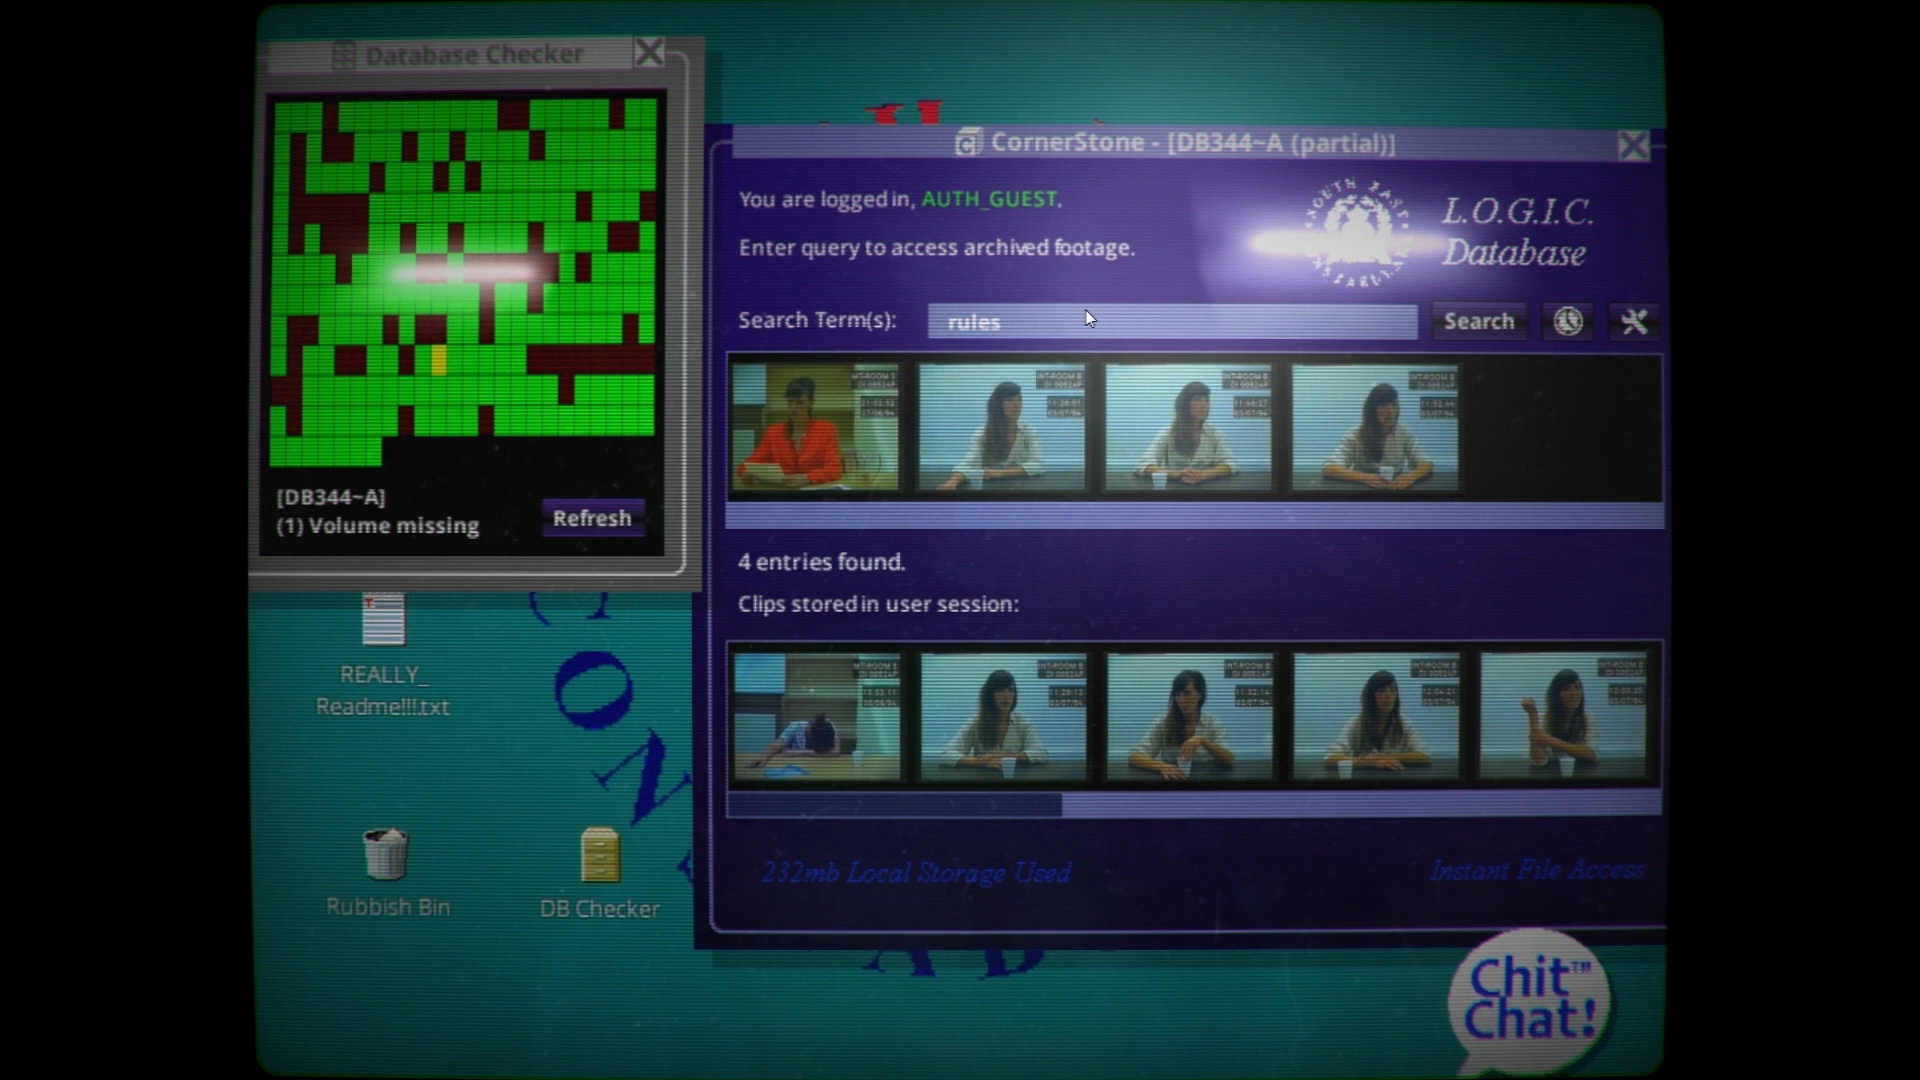 Database Checker
[DB344~A]
(1) Volume missing
Refresh
REALLY_
Readme!!!.txt
Rubbish Bin
DB Checker
CornerStone - [DB344~A (partial)]
You are logged in, AUTH_GUEST.
Enter query to access archived footage.
L.O.G.I.C.
Database
Search Term(s):
rules
Search
4 entries found.
Clips stored in user session:
232mb Local Storage Used
Instant File Access
Chit™
Chat!